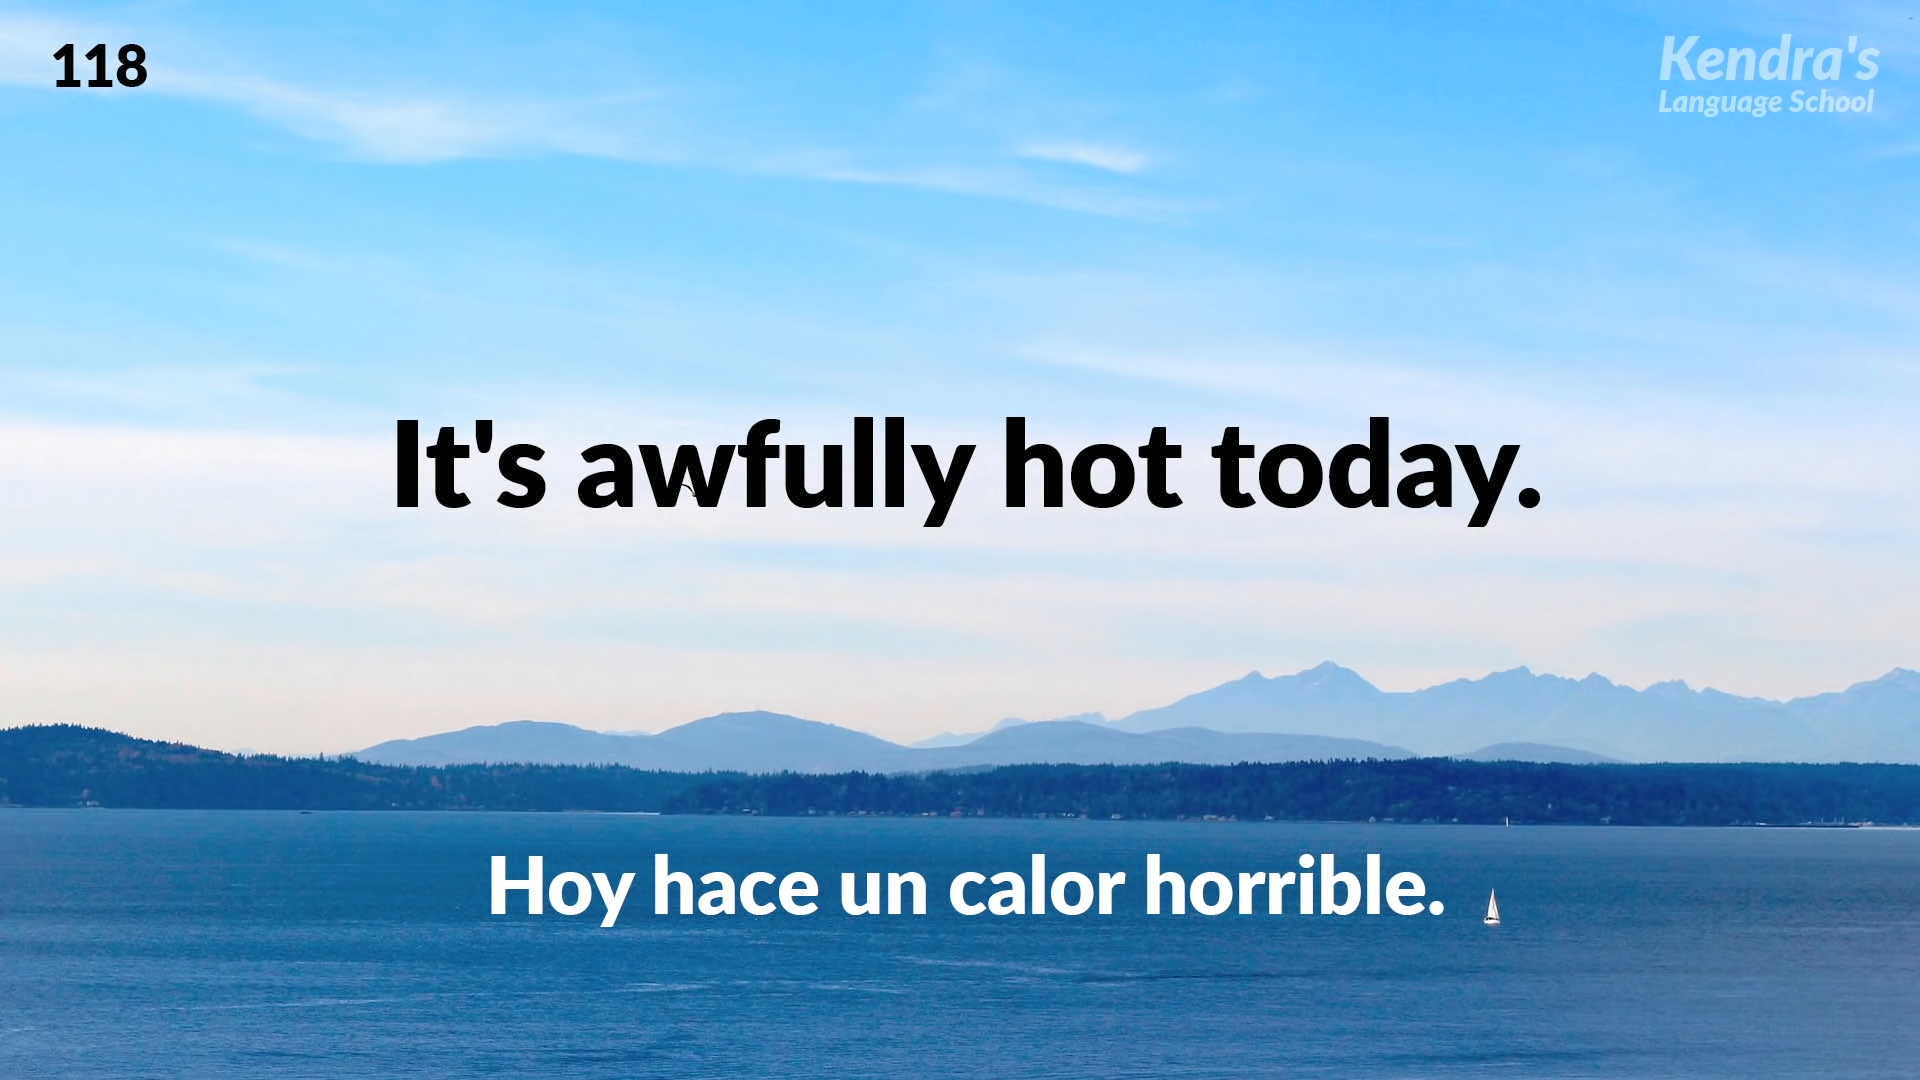 118
Kendra's
Language School
It's awfully hot today.
Hoy hace un calor horrible.